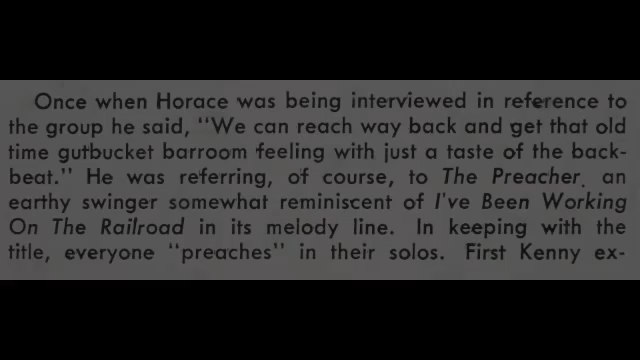 Once when Horace was being interviewed in reference to
the group he said, "We can reach way back and get that old
time gutbucket barroom feeling with just a taste of the back-
beat." He was referring, of course, to The Preacher, an
earthy swinger somewhat reminiscent of I've Been Working
On The Railroad in its melody line. In keeping with the
title, everyone "preaches" in their solos. First Kenny ex-